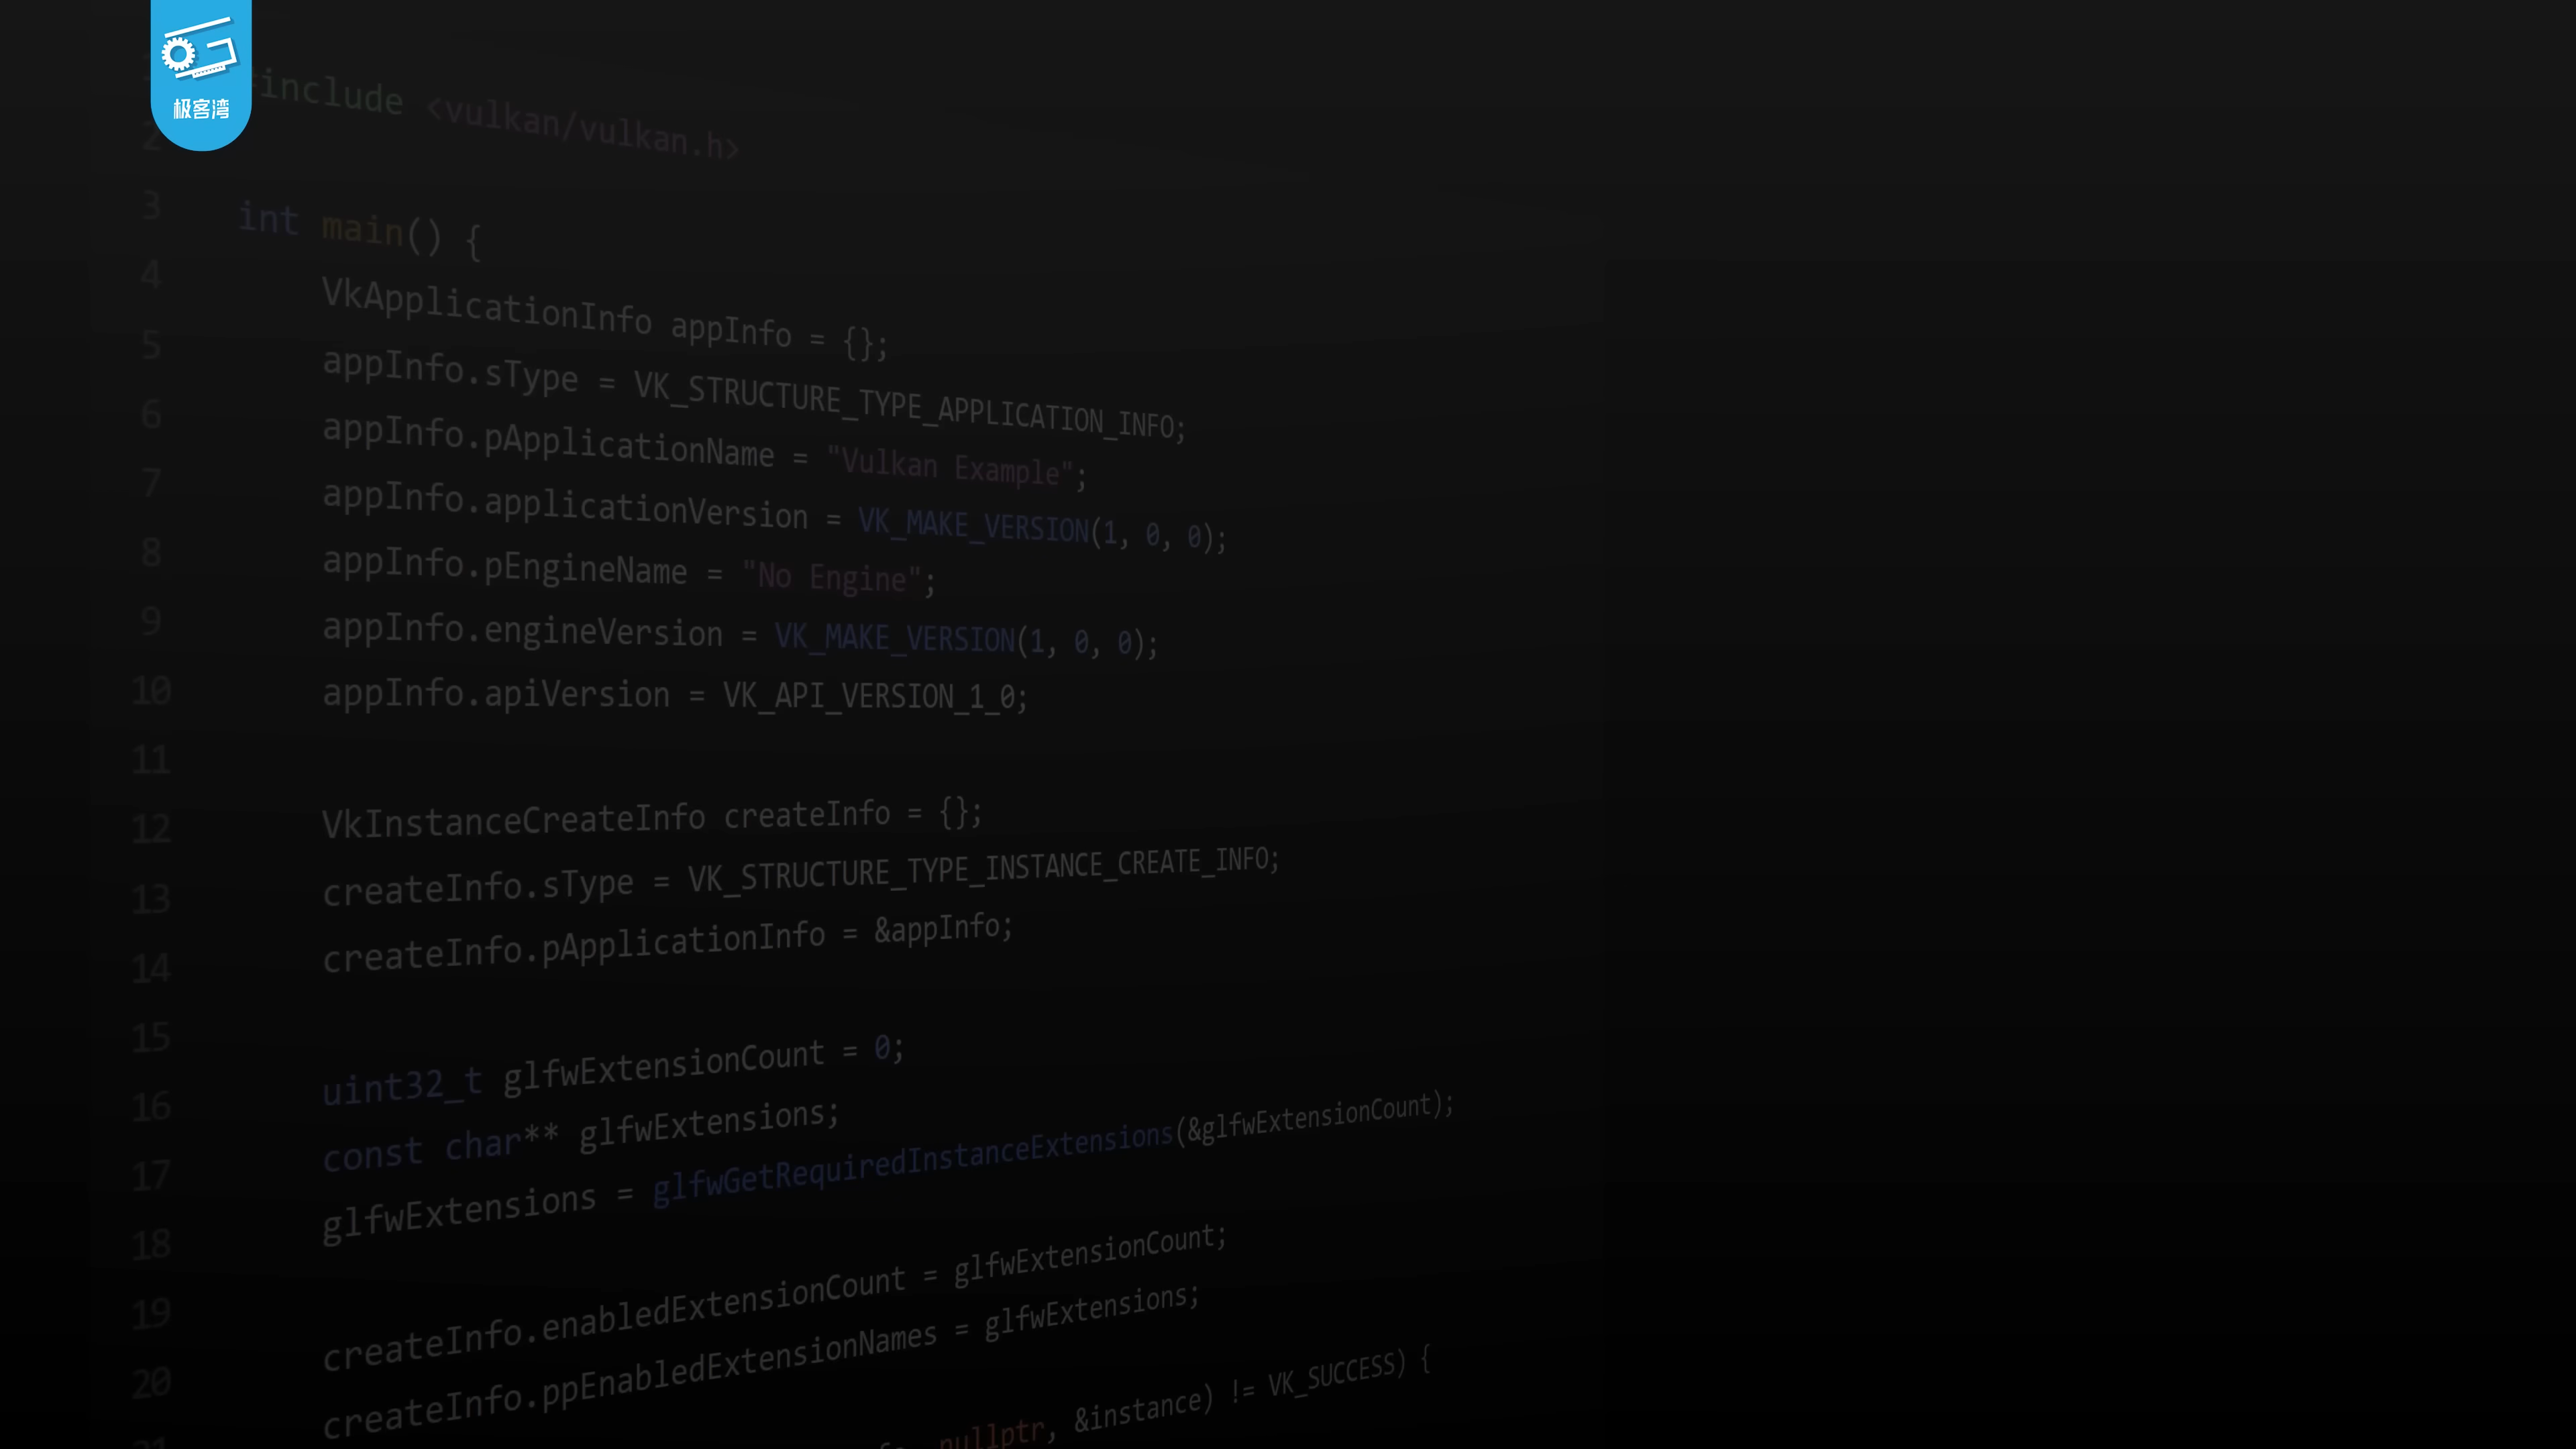 极客湾
include <vulkan/vulkan.h>
2
3 int main() {
4 VkApplicationInfo appInfo = {};
5 appInfo.sType = VK_STRUCTURE_TYPE_APPLICATION_INFO;
6 appInfo.pApplicationName = "Vulkan Example";
7 appInfo.applicationVersion = VK_MAKE_VERSION(1, 0, 0);
8 appInfo.pEngineName = "No Engine";
9 appInfo.engineVersion = VK_MAKE_VERSION(1, 0, 0);
10 appInfo.apiVersion = VK_API_VERSION_1_0;
11
12 VkInstanceCreateInfo createInfo = {};
13 createInfo.sType = VK_STRUCTURE_TYPE_INSTANCE_CREATE_INFO;
14 createInfo.pApplicationInfo = &appInfo;
15
16 uint32_t glfwExtensionCount = 0;
17 const char** glfwExtensions;
18 glfwExtensions = glfwGetRequiredInstanceExtensions(&glfwExtensionCount);
19
20 createInfo.enabledExtensionCount = glfwExtensionCount;
createInfo.ppEnabledExtensionNames = glfwExtensions;
nullptr, &instance) != VK_SUCCESS) {